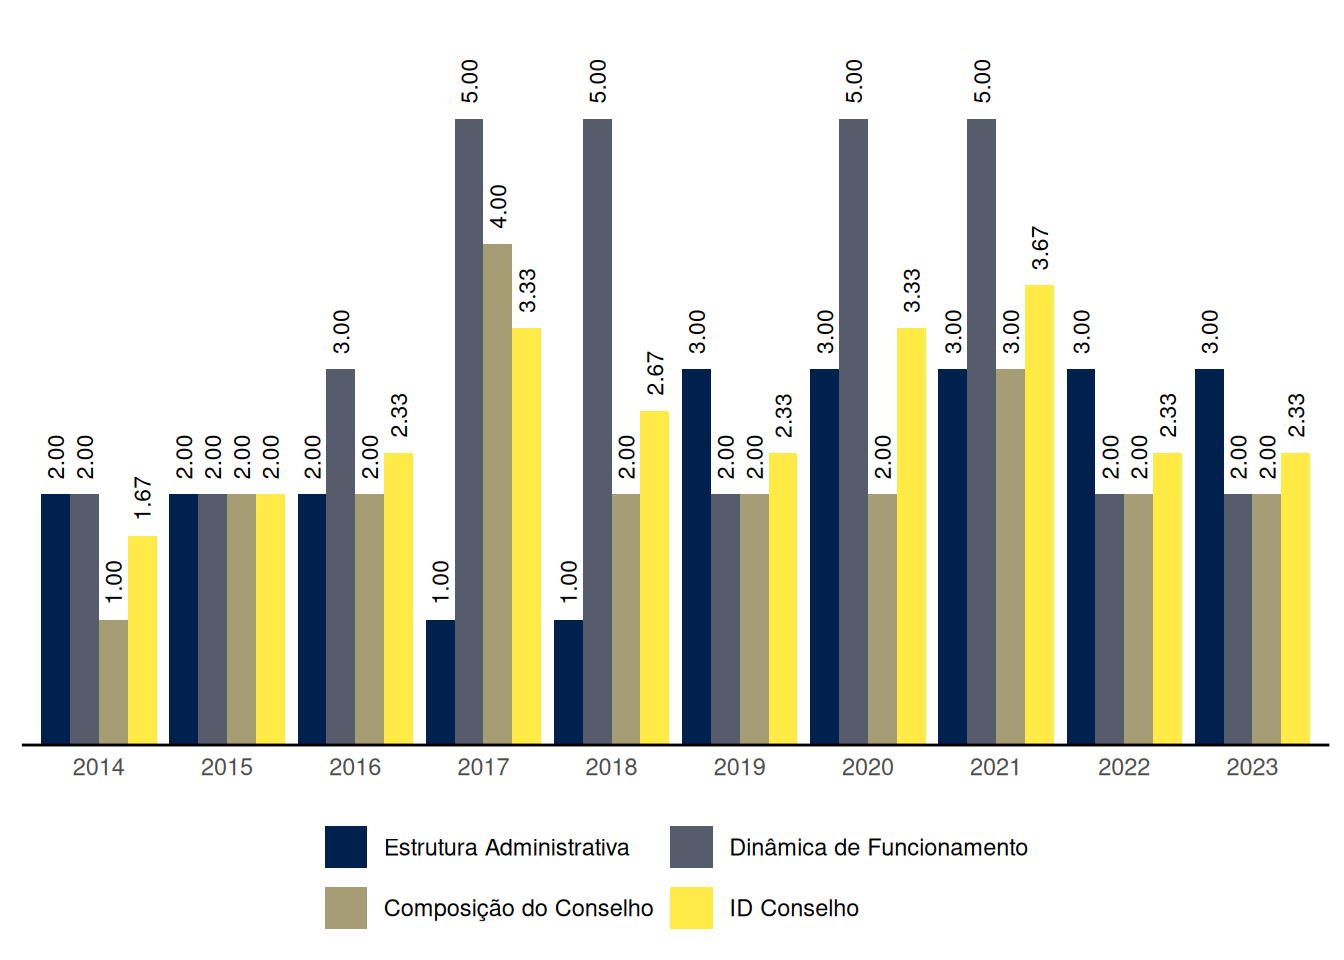 2.00 2.00 1.00 1.67 2.00 2.00 2.00 2.00 2.00 3.00 2.00 2.33 1.00 5.00 4.00 3.33 1.00 5.00 2.00 2.67 3.00 2.00 2.00 2.33 3.00 5.00 2.00 3.33 3.00 5.00 3.00 3.67 3.00 2.00 2.00 2.33 3.00 2.00 2.00 2.33
2014 2015 2016 2017 2018 2019 2020 2021 2022 2023
Estrutura Administrativa Dinâmica de Funcionamento
Composição do Conselho ID Conselho